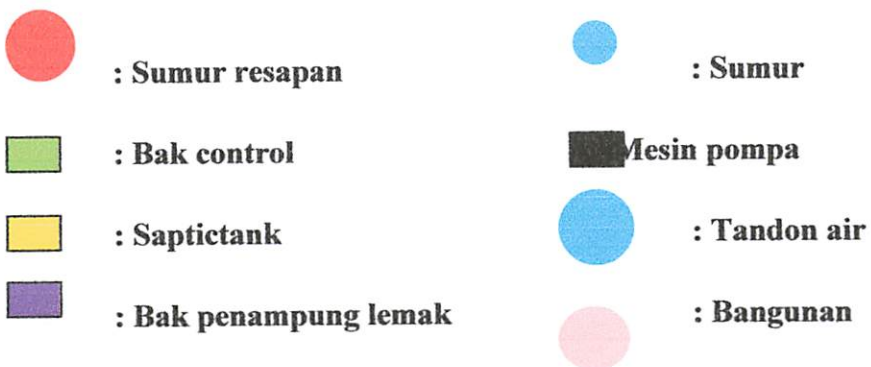 : Sumur resapan
: Bak control
: Saptictank
: Bak penampung lemak
: Sumur
Mesin pompa
: Tandon air
: Bangunan